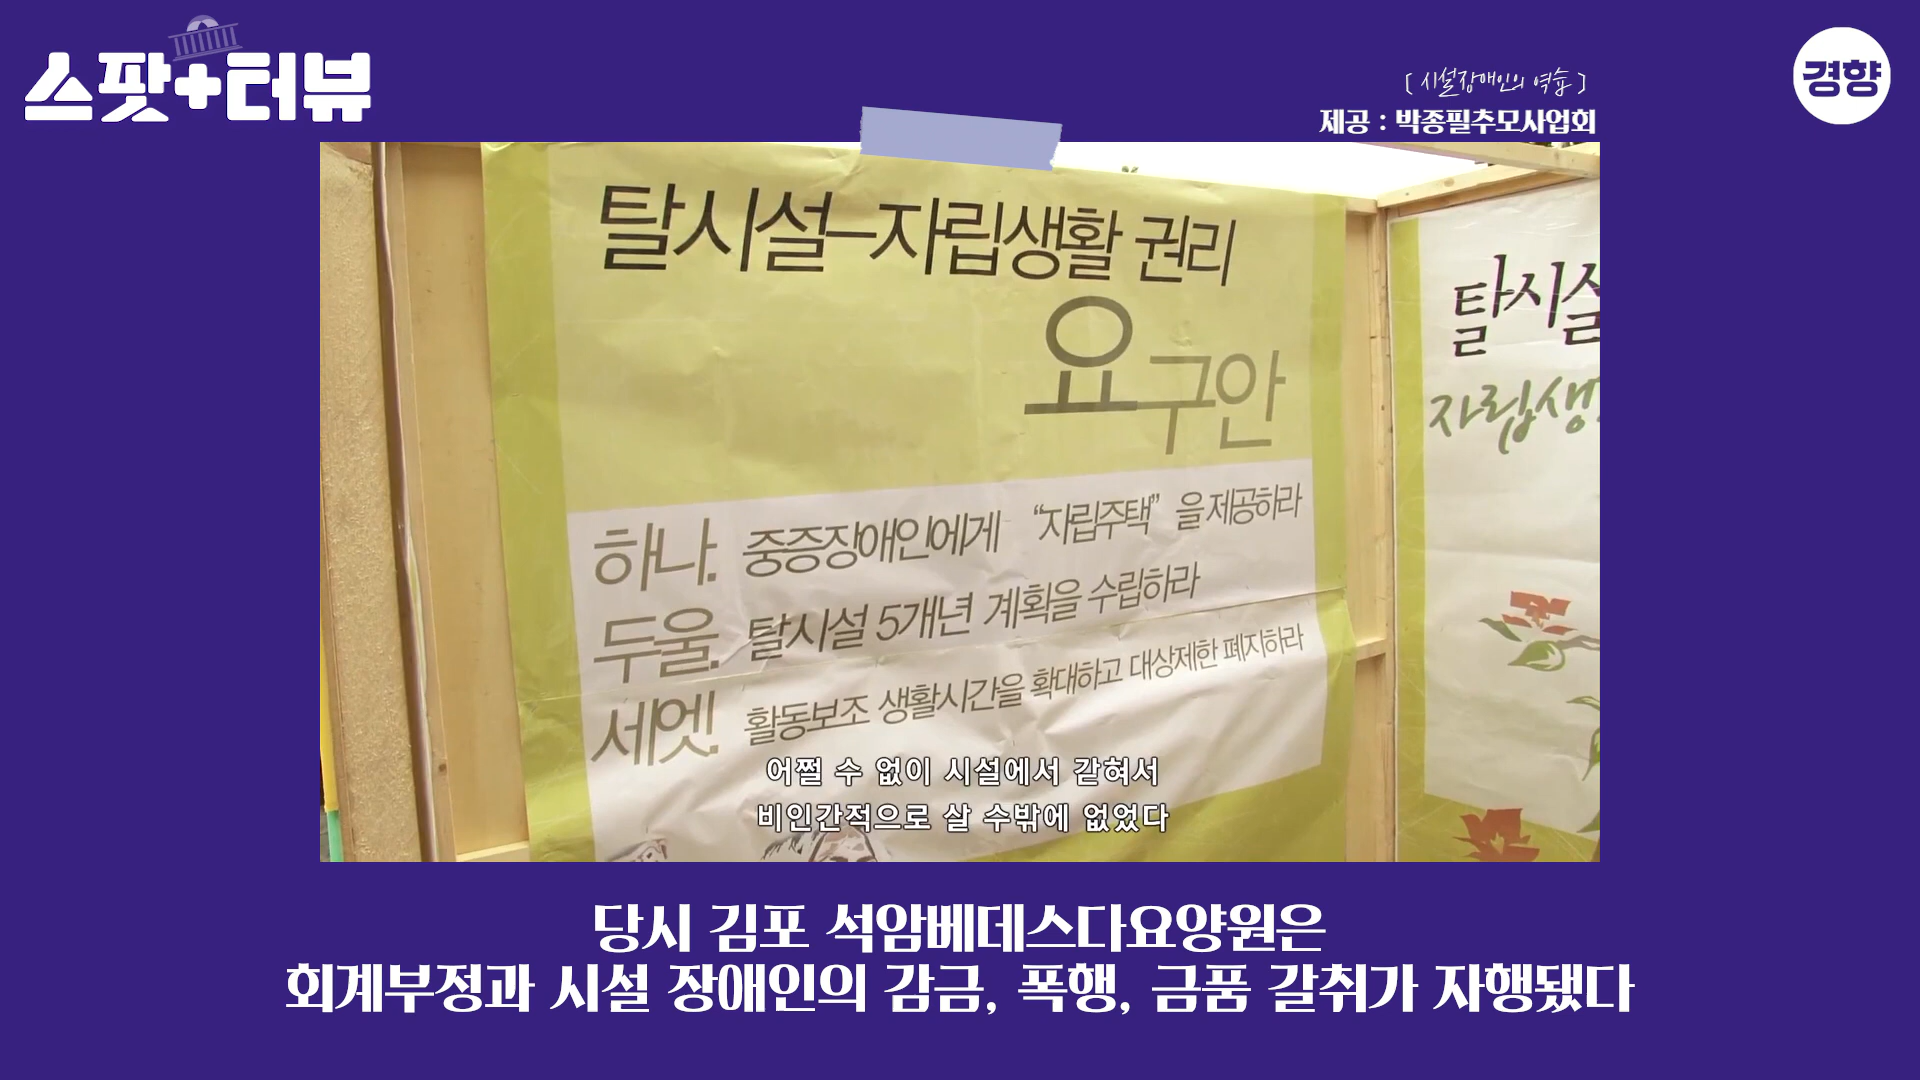 스팟+터뷰
[ 시설장애인의 역습 ]
제공 : 박종필추모사업회
경향
탈시설-자립생활 권리
요구안
하나. 중증장애인에게 “자립주택” 을 제공하라
두울. 탈시설 5개년 계획을 수립하라
세엣. 활동보조 생활시간을 확대하고 대상제한 폐지하라
탈시설
자립생
어쩔 수 없이 시설에서 갇혀서
비인간적으로 살 수밖에 없었다
당시 김포 석암베데스다요양원은
회계부정과 시설 장애인의 감금, 폭행, 금품 갈취가 자행됐다